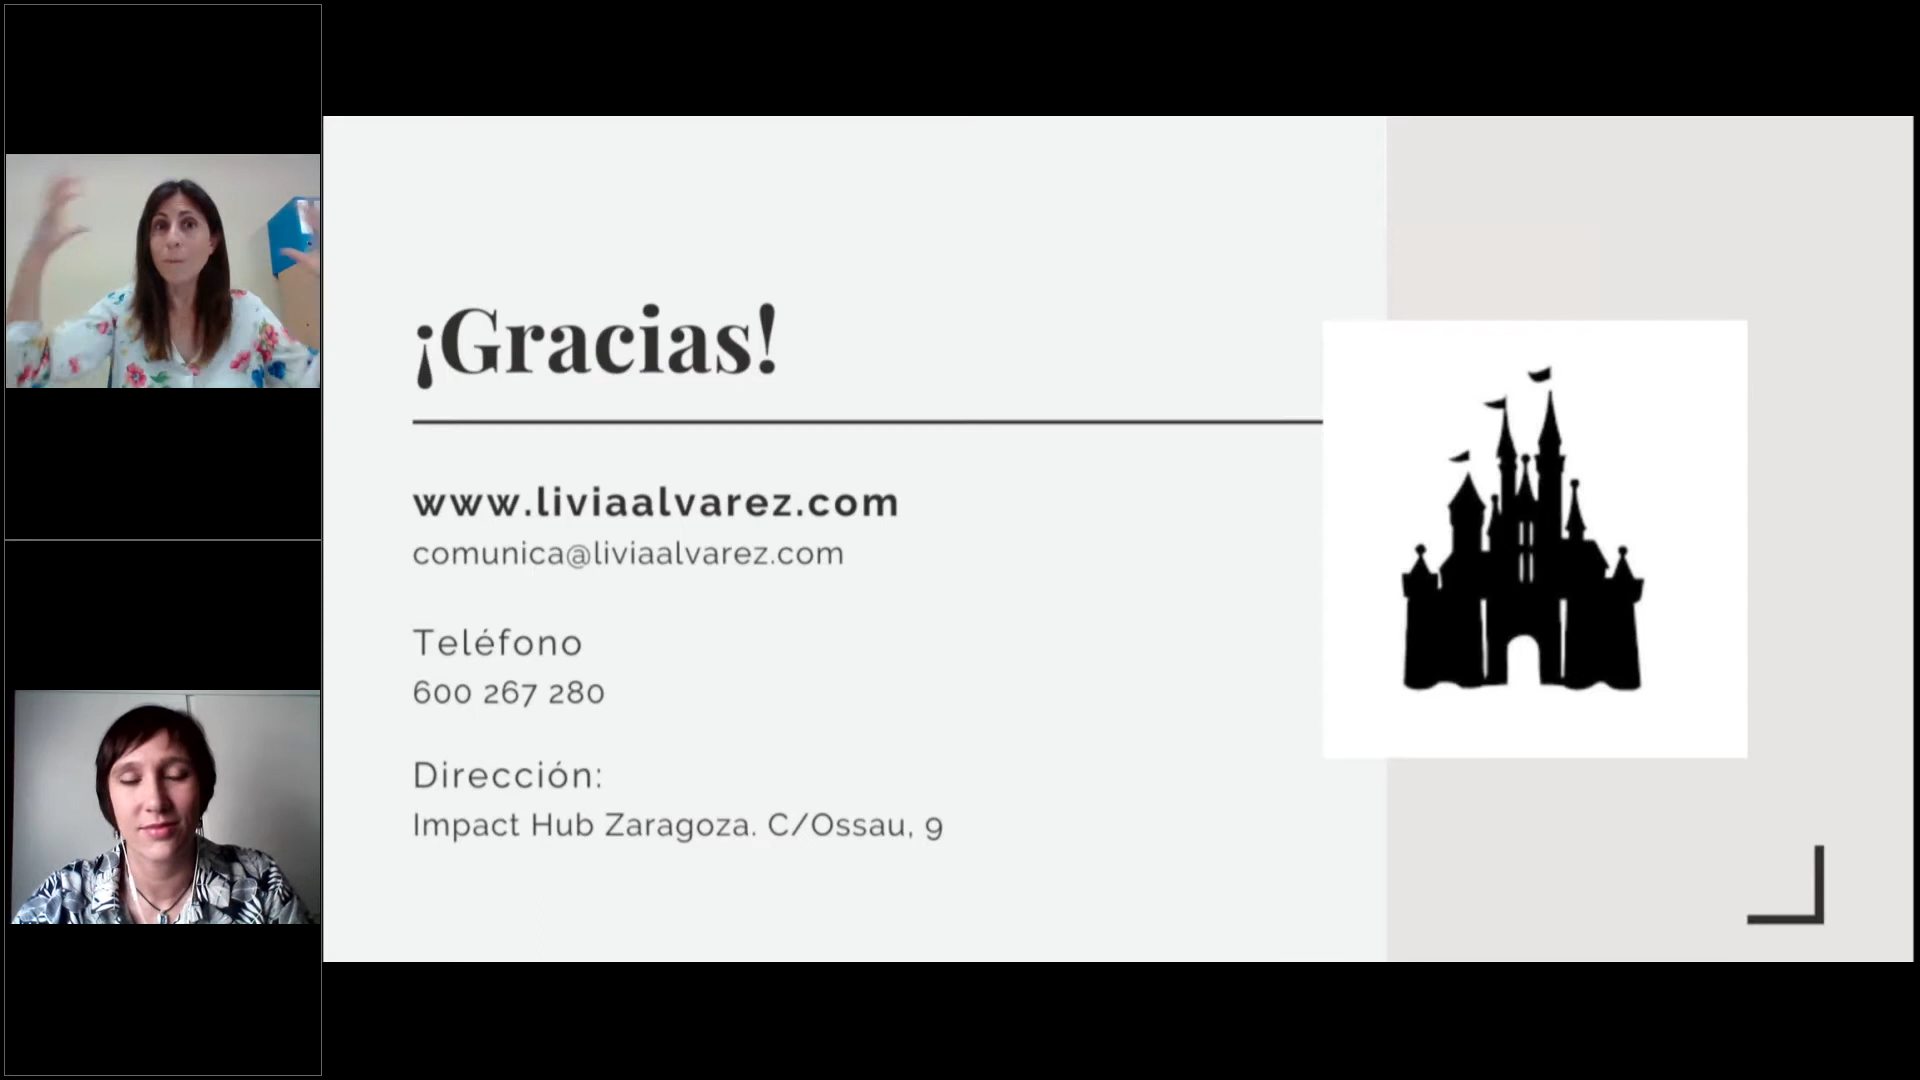 ¡Gracias!
www.liviaalvarez.com
comunica@liviaalvarez.com
Teléfono
600 267 280
Dirección:
Impact Hub Zaragoza. C/Ossau, 9